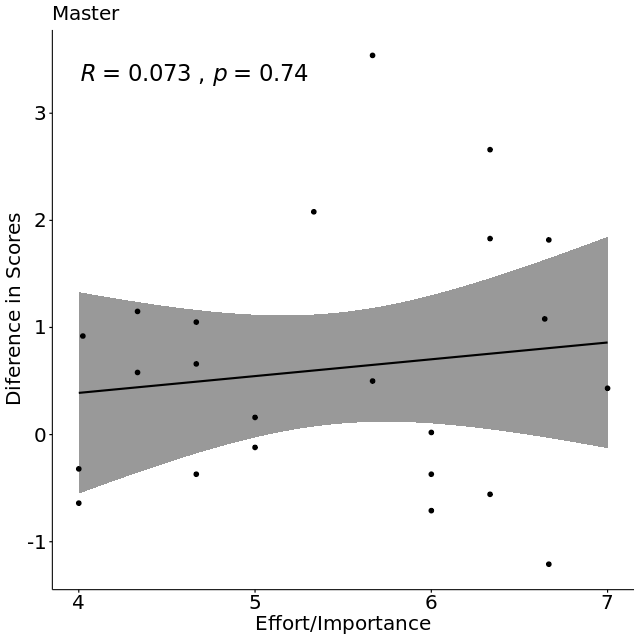 Master
R = 0.073 , p = 0.74
Diference in Scores
3
2
1
0
-1
4 5 6 7
Effort/Importance